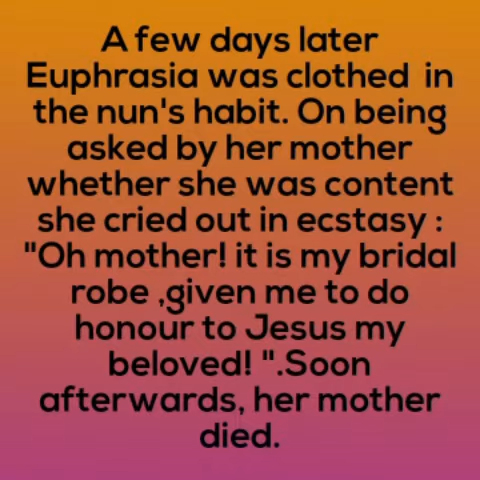 A few days later
Euphrasia was clothed in
the nun's habit. On being
asked by her mother
whether she was content
she cried out in ecstasy :
"Oh mother! it is my bridal
robe ,given me to do
honour to Jesus my
beloved! ".Soon
afterwards, her mother
died.